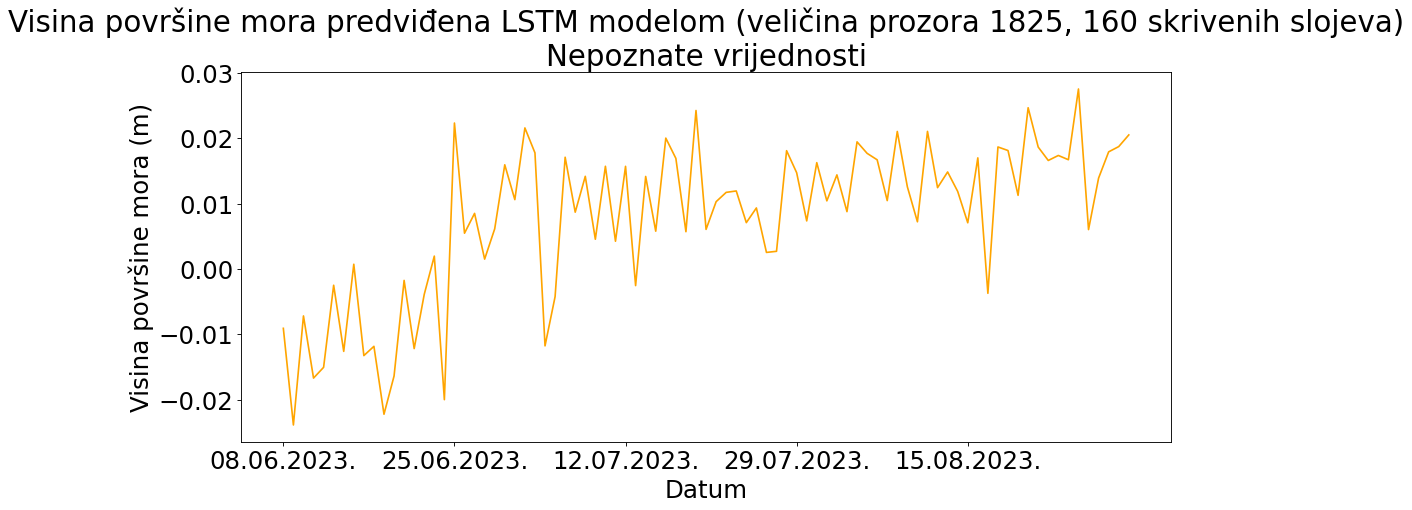 Visina površine mora predviđena LSTM modelom (veličina prozora 1825, 160 skrivenih slojeva)
Nepoznate vrijednosti
0.03
0.02
0.01
0.00
−0.01
−0.02
Visina površine mora (m)
08.06.2023. 25.06.2023. 12.07.2023. 29.07.2023. 15.08.2023.
Datum